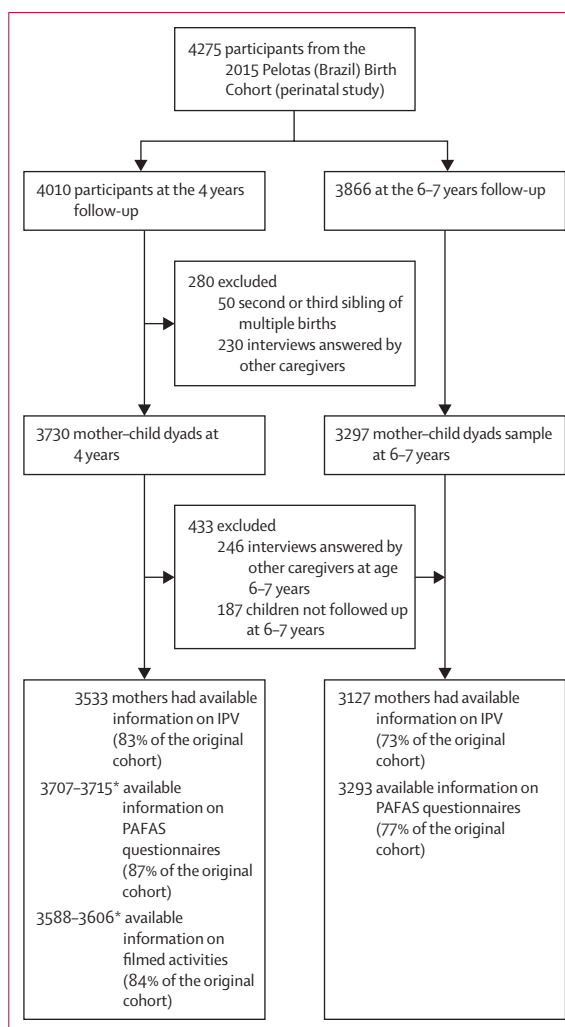 4275 participants from the
2015 Pelotas (Brazil) Birth
Cohort (perinatal study)
4010 participants at the 4 years
follow-up
3866 at the 6–7 years follow-up
280 excluded
50 second or third sibling of
multiple births
230 interviews answered by
other caregivers
3730 mother–child dyads at
4 years
3297 mother–child dyads sample
at 6–7 years
433 excluded
246 interviews answered by
other caregivers at age
6–7 years
187 children not followed up
at 6–7 years
3533 mothers had available
information on IPV
(83% of the original
cohort)
3707–3715* available
information on
PAFAS
questionnaires
(87% of the original
cohort)
3588–3606* available
information on
filmed activities
(84% of the original
cohort)
3127 mothers had available
information on IPV
(73% of the original
cohort)
3293 available information on
PAFAS questionnaires
(77% of the original
cohort)